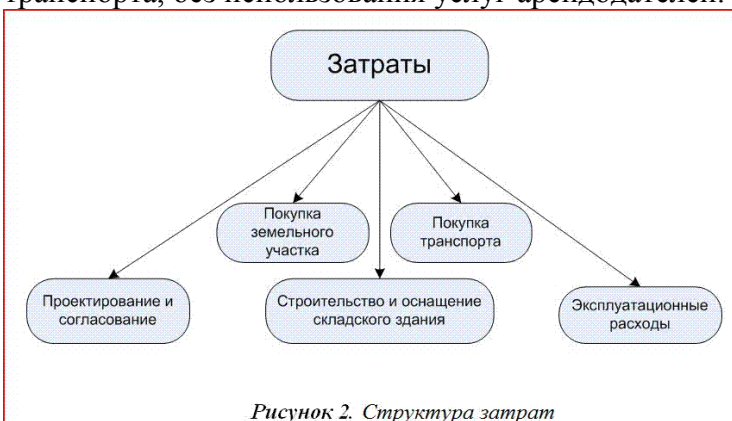 транспорта, без использования услуг арендодателей.
Затраты
Покупка
земельного
участка
Покупка
транспорта
Проектирование и
согласование
Строительство и оснащение
складского здания
Эксплуатационные
расходы
Рисунок 2. Структура затрат